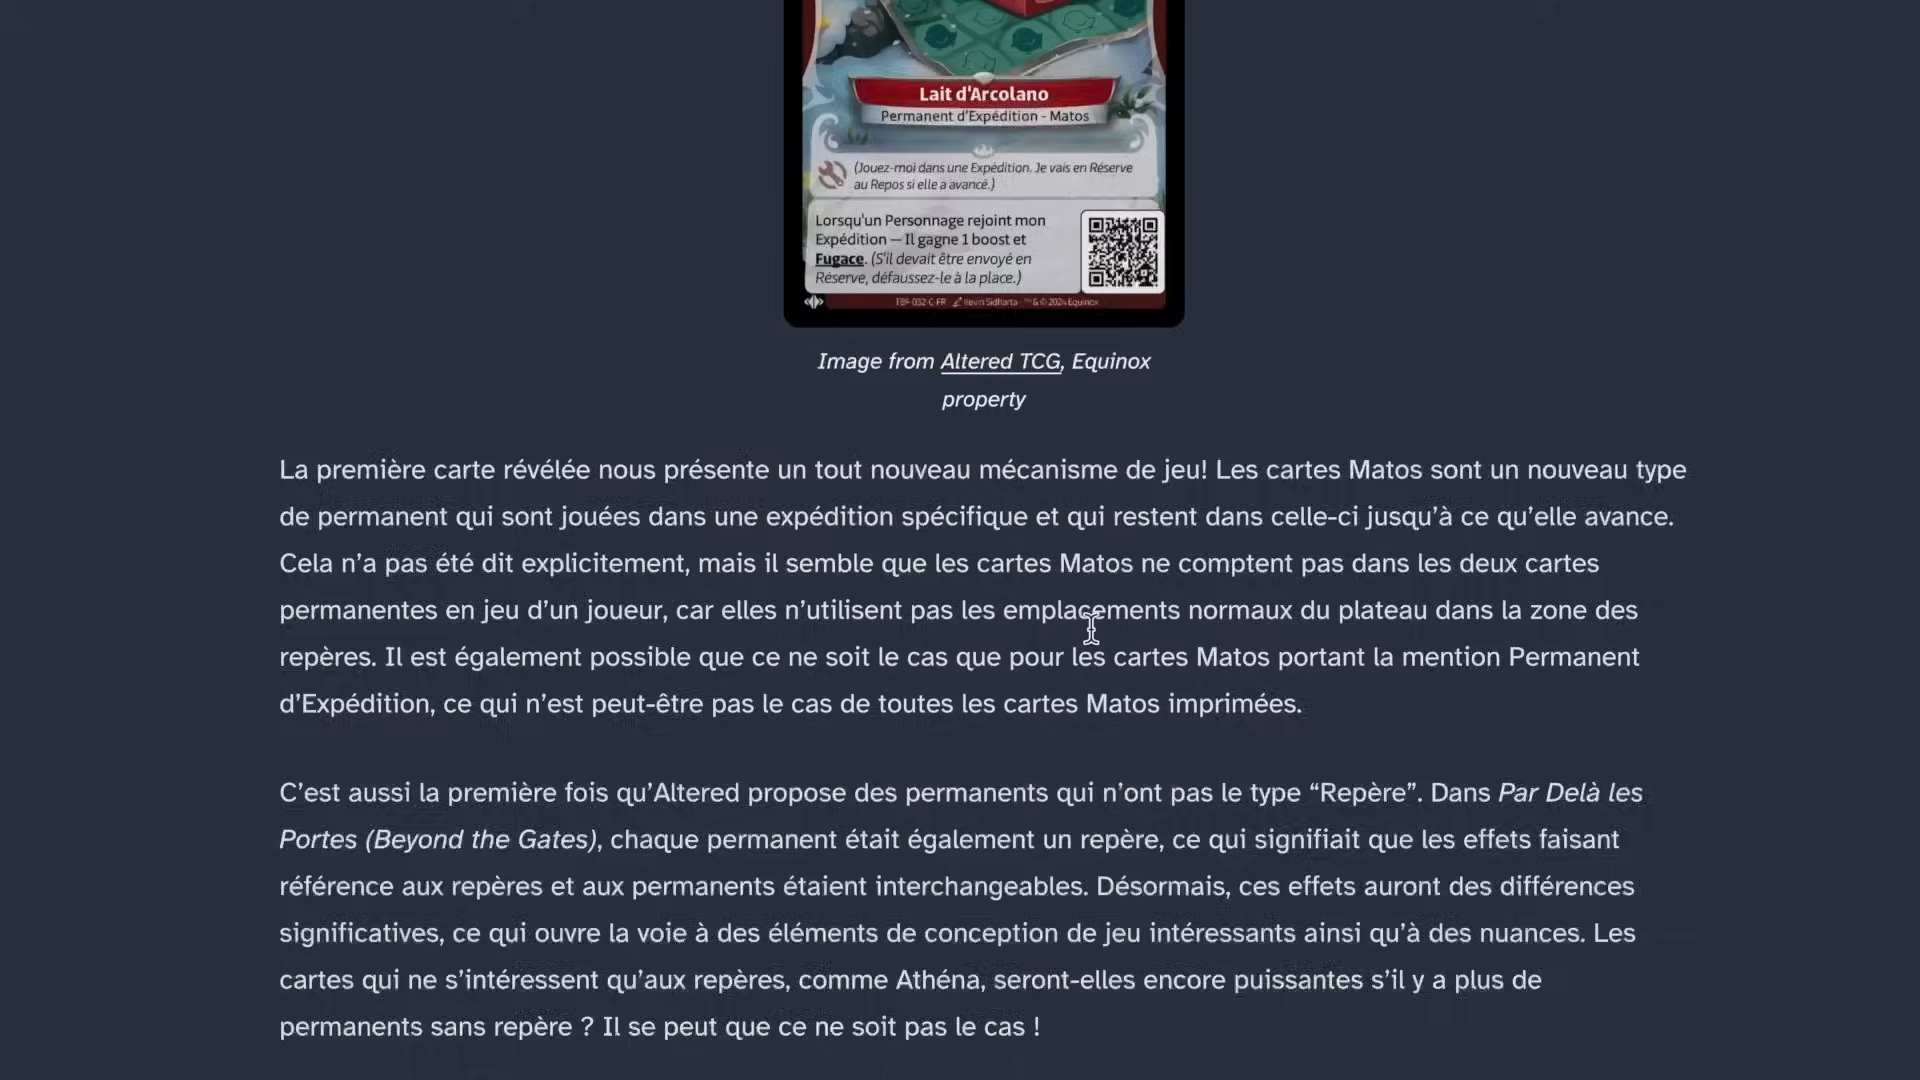 Lait d'Arcolano
Permanent d'Expédition - Matos
(Jouez-moi dans une Expédition. Je vais en Réserve
au Repos si elle a avancé.)
Lorsqu'un Personnage rejoint mon
Expédition — Il gagne 1 boost et
Fugace. (S'il devait être envoyé en
Réserve, défaussez-le à la place.)
TBF-032-C-FR Kevin Sidharta - ™ & © 2024 Equinox
Image from Altered TCG, Equinox
property
La première carte révélée nous présente un tout nouveau mécanisme de jeu! Les cartes Matos sont un nouveau type
de permanent qui sont jouées dans une expédition spécifique et qui restent dans celle-ci jusqu’à ce qu’elle avance.
Cela n’a pas été dit explicitement, mais il semble que les cartes Matos ne comptent pas dans les deux cartes
permanentes en jeu d’un joueur, car elles n’utilisent pas les emplacements normaux du plateau dans la zone des
repères. Il est également possible que ce ne soit le cas que pour les cartes Matos portant la mention Permanent
d’Expédition, ce qui n’est peut-être pas le cas de toutes les cartes Matos imprimées.
C’est aussi la première fois qu’Altered propose des permanents qui n’ont pas le type “Repère”. Dans Par Delà les
Portes (Beyond the Gates), chaque permanent était également un repère, ce qui signifiait que les effets faisant
référence aux repères et aux permanents étaient interchangeables. Désormais, ces effets auront des différences
significatives, ce qui ouvre la voie à des éléments de conception de jeu intéressants ainsi qu’à des nuances. Les
cartes qui ne s’intéressent qu’aux repères, comme Athéna, seront-elles encore puissantes s’il y a plus de
permanents sans repère ? Il se peut que ce ne soit pas le cas !